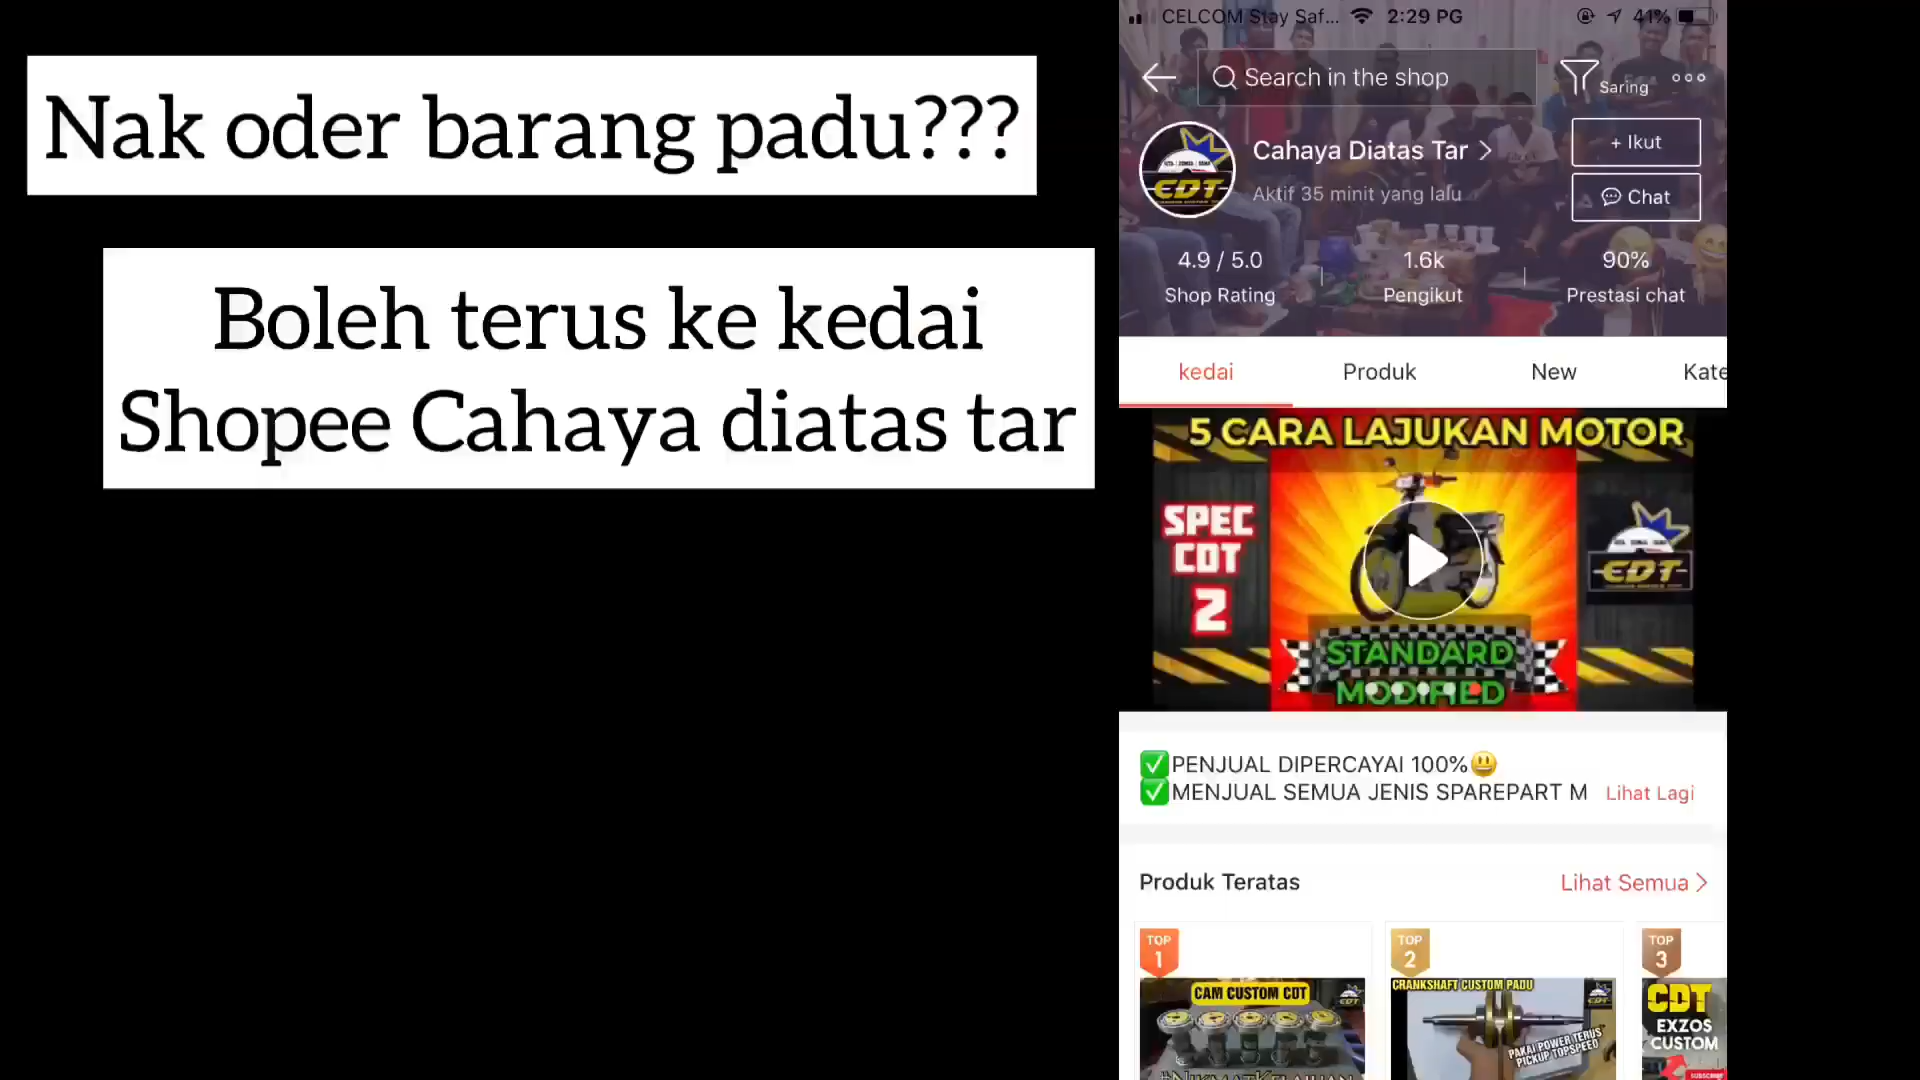 Nak oder barang padu???
Boleh terus ke kedai
Shopee Cahaya diatas tar
CELCOM Stay Saf... 2:29 PG 41%
Search in the shop
Saring
Cahaya Diatas Tar
+ Ikut
Aktif 35 minit yang lalu
Chat
4.9 / 5.0 1.6k 90%
Shop Rating Pengikut Prestasi chat
kedai Produk New Kate
5 CARA LAJUKAN MOTOR
SPEC
CDT
2
CDT
STANDARD
MODIFIED
✅PENJUAL DIPERCAYAI 100%😃
✅MENJUAL SEMUA JENIS SPAREPART M Lihat Lagi
Produk Teratas Lihat Semua
TOP
1
TOP
2
TOP
3
CAM CUSTOM CDT
CDT
#NIKMATKELAJUAN
CRANKSHAFT CUSTOM PADU
CDT
PAKAI POWER TERUS
PICKUP TOPSPEED
CDT
EXZOS
CUSTOM
SUBSCRIBE